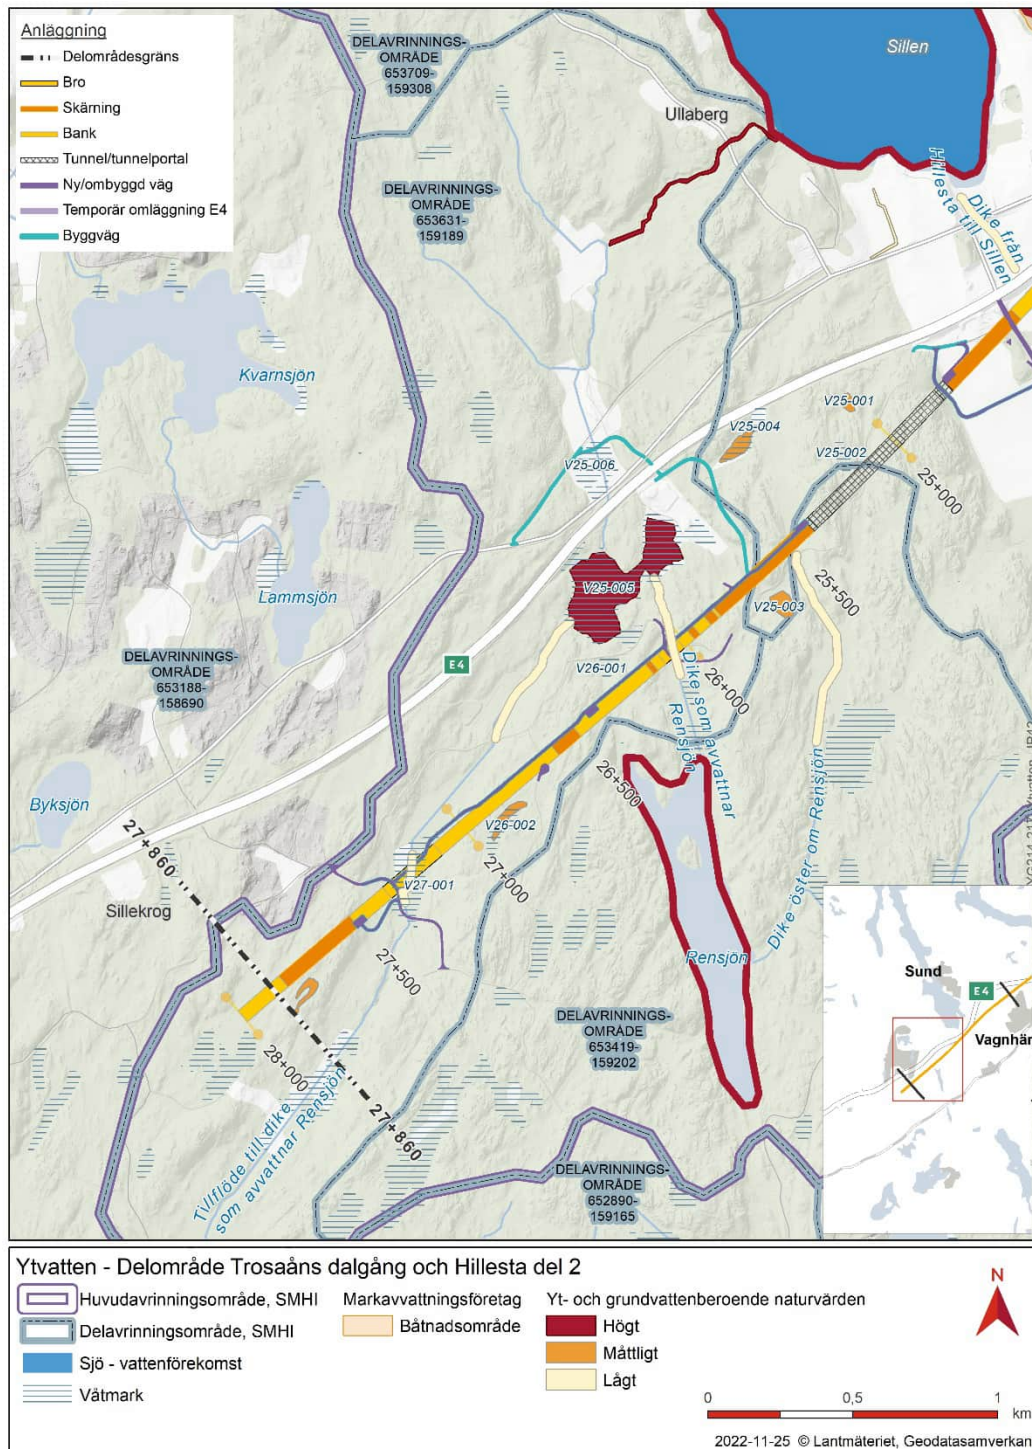 Anläggning
Delområdesgräns
Bro
Skärning
Bank
Tunnel/tunnelportal
Ny/ombyggd väg
Temporär omläggning E4
Byggväg
DELAVRINNINGS-
OMRÅDE
653709-
159308
Sillen
Ullaberg
DELAVRINNINGS-
OMRÅDE
653631-
159189
Hillesta till Sillen
Dike från
Kvarnsjön
V25-001
V25-004
V25-002
V25-006
25+000
Lammsjön
V25-005
V25-003
25+500
DELAVRINNINGS-
OMRÅDE
653188-
158690
E4
V26-001
26+000
Dike som avvattnar
Rensjön
26+500
Byksjön
27+860
V26-002
27+000
V27-001
Sillekrog
27+500
Dike öster om Rensjön
Rensjön
28+000
27+860
Tillflöde till dike
som avvattnar Rensjön
DELAVRINNINGS-
OMRÅDE
653419-
159202
DELAVRINNINGS-
OMRÅDE
652890-
159165
Sund
E4
Vagnhär
Ytvatten - Delområde Trosaåns dalgång och Hillesta del 2
Huvudavrinningsområde, SMHI
Delavrinningsområde, SMHI
Sjö - vattenförekomst
Våtmark
Markavvattningsföretag
Båtnadsområde
Yt- och grundvattenberoende naturvärden
Högt
Måttligt
Lågt
N
0 0,5 1
km
2022-11-25 © Lantmäteriet, Geodatasamverkan